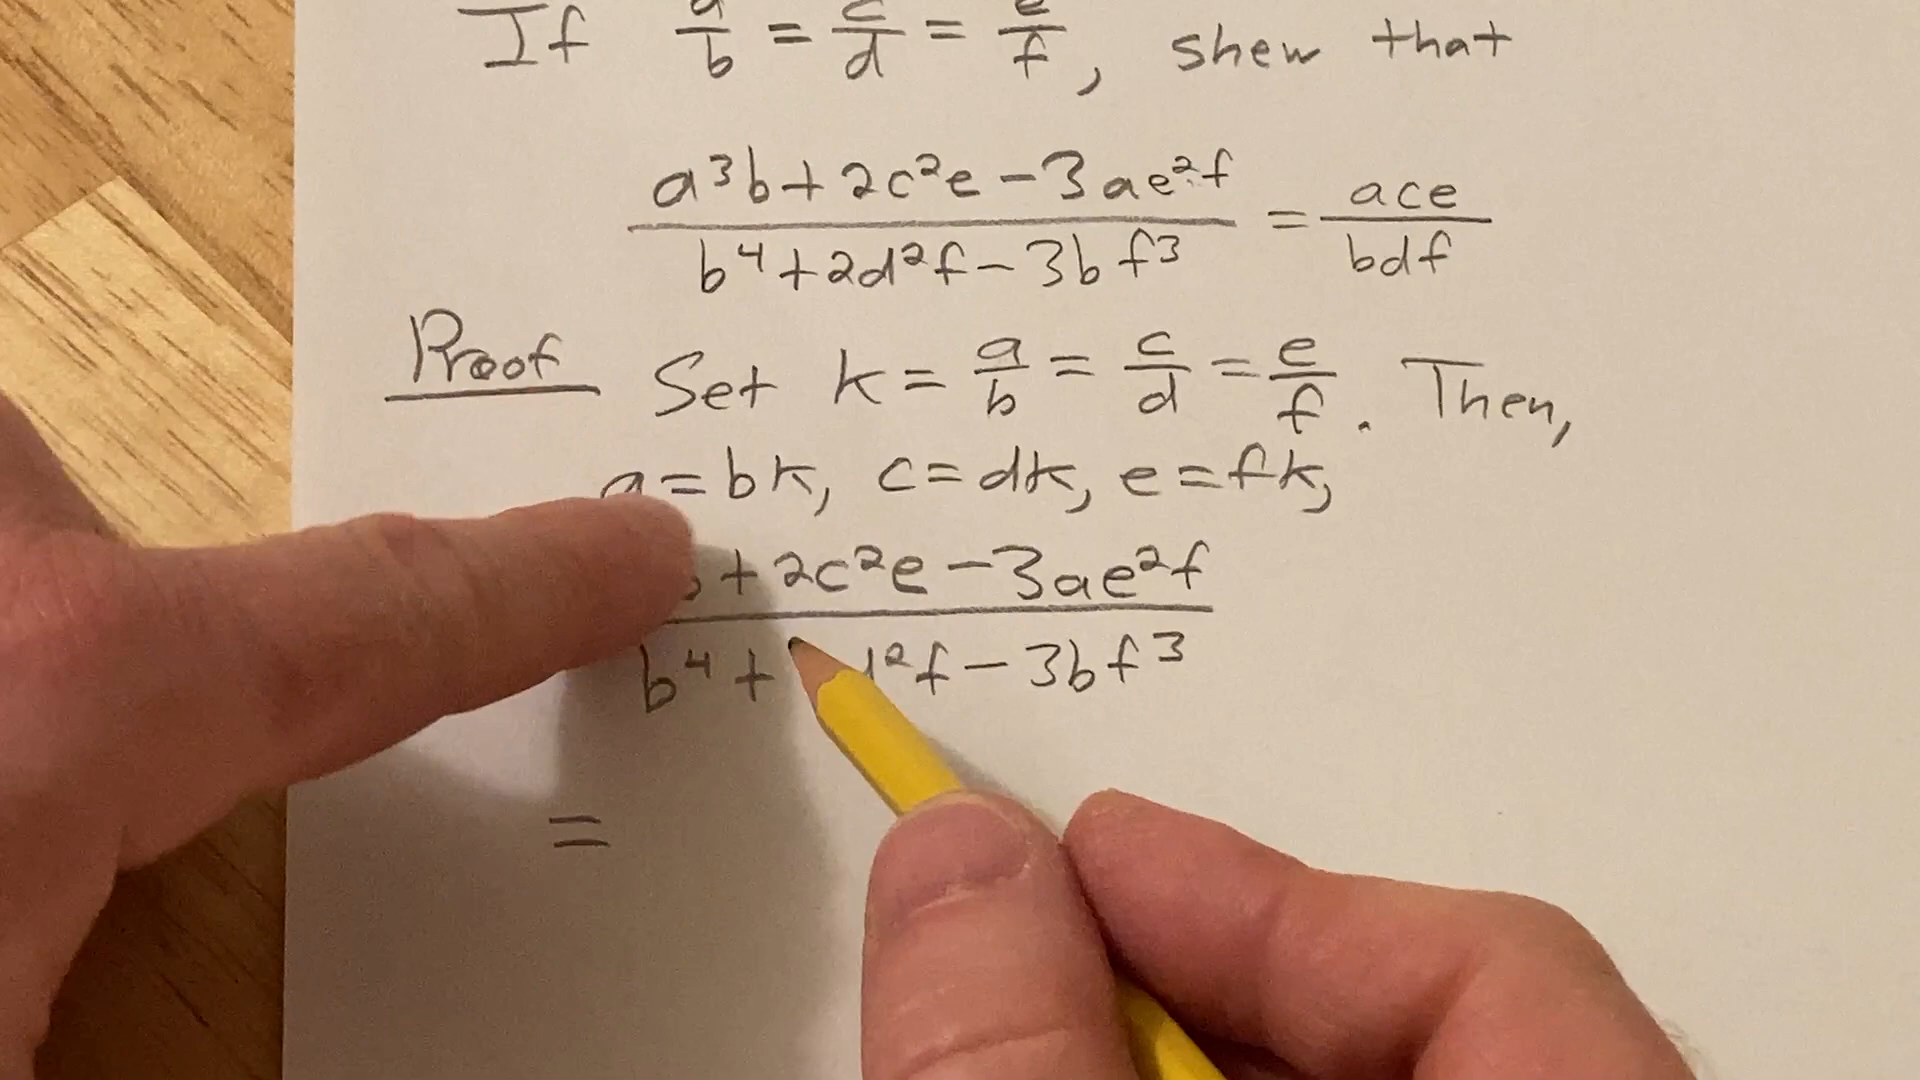 If a/b = c/d = e/f, shew that
a³b+2c²e-3ae²f / b⁴+2d²f-3bf³ = ace / bdf
Proof Set k = a/b = c/d = e/f. Then,
a=bk, c=dk, e=fk,
+2c²e-3ae²f
b⁴+ d²f-3bf³
=